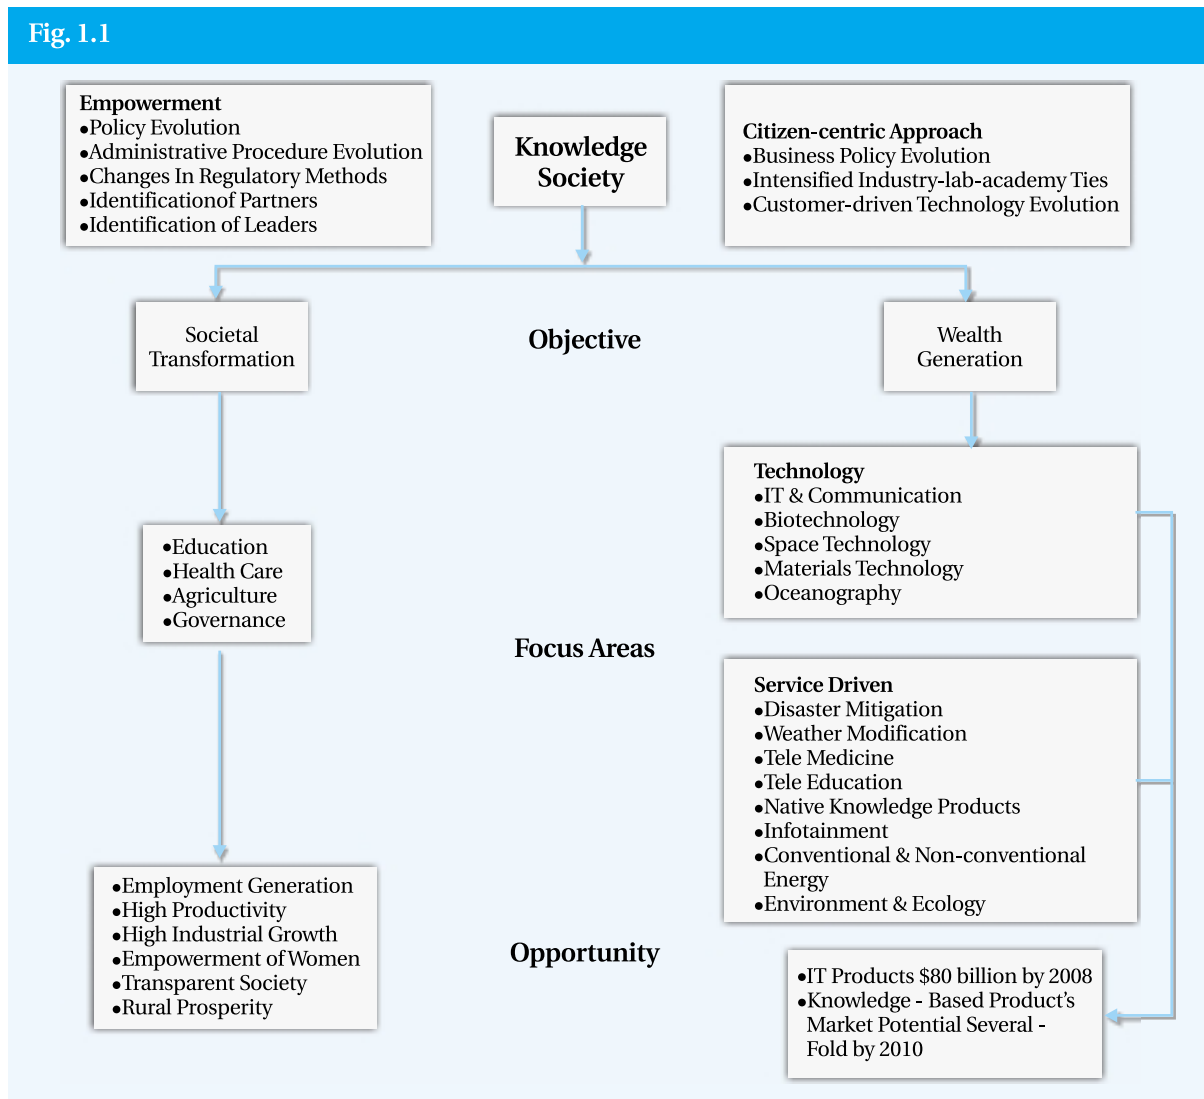 Fig. 1.1
Empowerment
•Policy Evolution
•Administrative Procedure Evolution
•Changes In Regulatory Methods
•Identificationof Partners
•Identification of Leaders
Knowledge
Society
Citizen-centric Approach
•Business Policy Evolution
•Intensified Industry-lab-academy Ties
•Customer-driven Technology Evolution
Societal
Transformation
Objective
Wealth
Generation
•Education
•Health Care
•Agriculture
•Governance
Technology
•IT & Communication
•Biotechnology
•Space Technology
•Materials Technology
•Oceanography
Focus Areas
Service Driven
•Disaster Mitigation
•Weather Modification
•Tele Medicine
•Tele Education
•Native Knowledge Products
•Infotainment
•Conventional & Non-conventional
Energy
•Environment & Ecology
•Employment Generation
•High Productivity
•High Industrial Growth
•Empowerment of Women
•Transparent Society
•Rural Prosperity
Opportunity
•IT Products $80 billion by 2008
•Knowledge - Based Product’s
Market Potential Several -
Fold by 2010